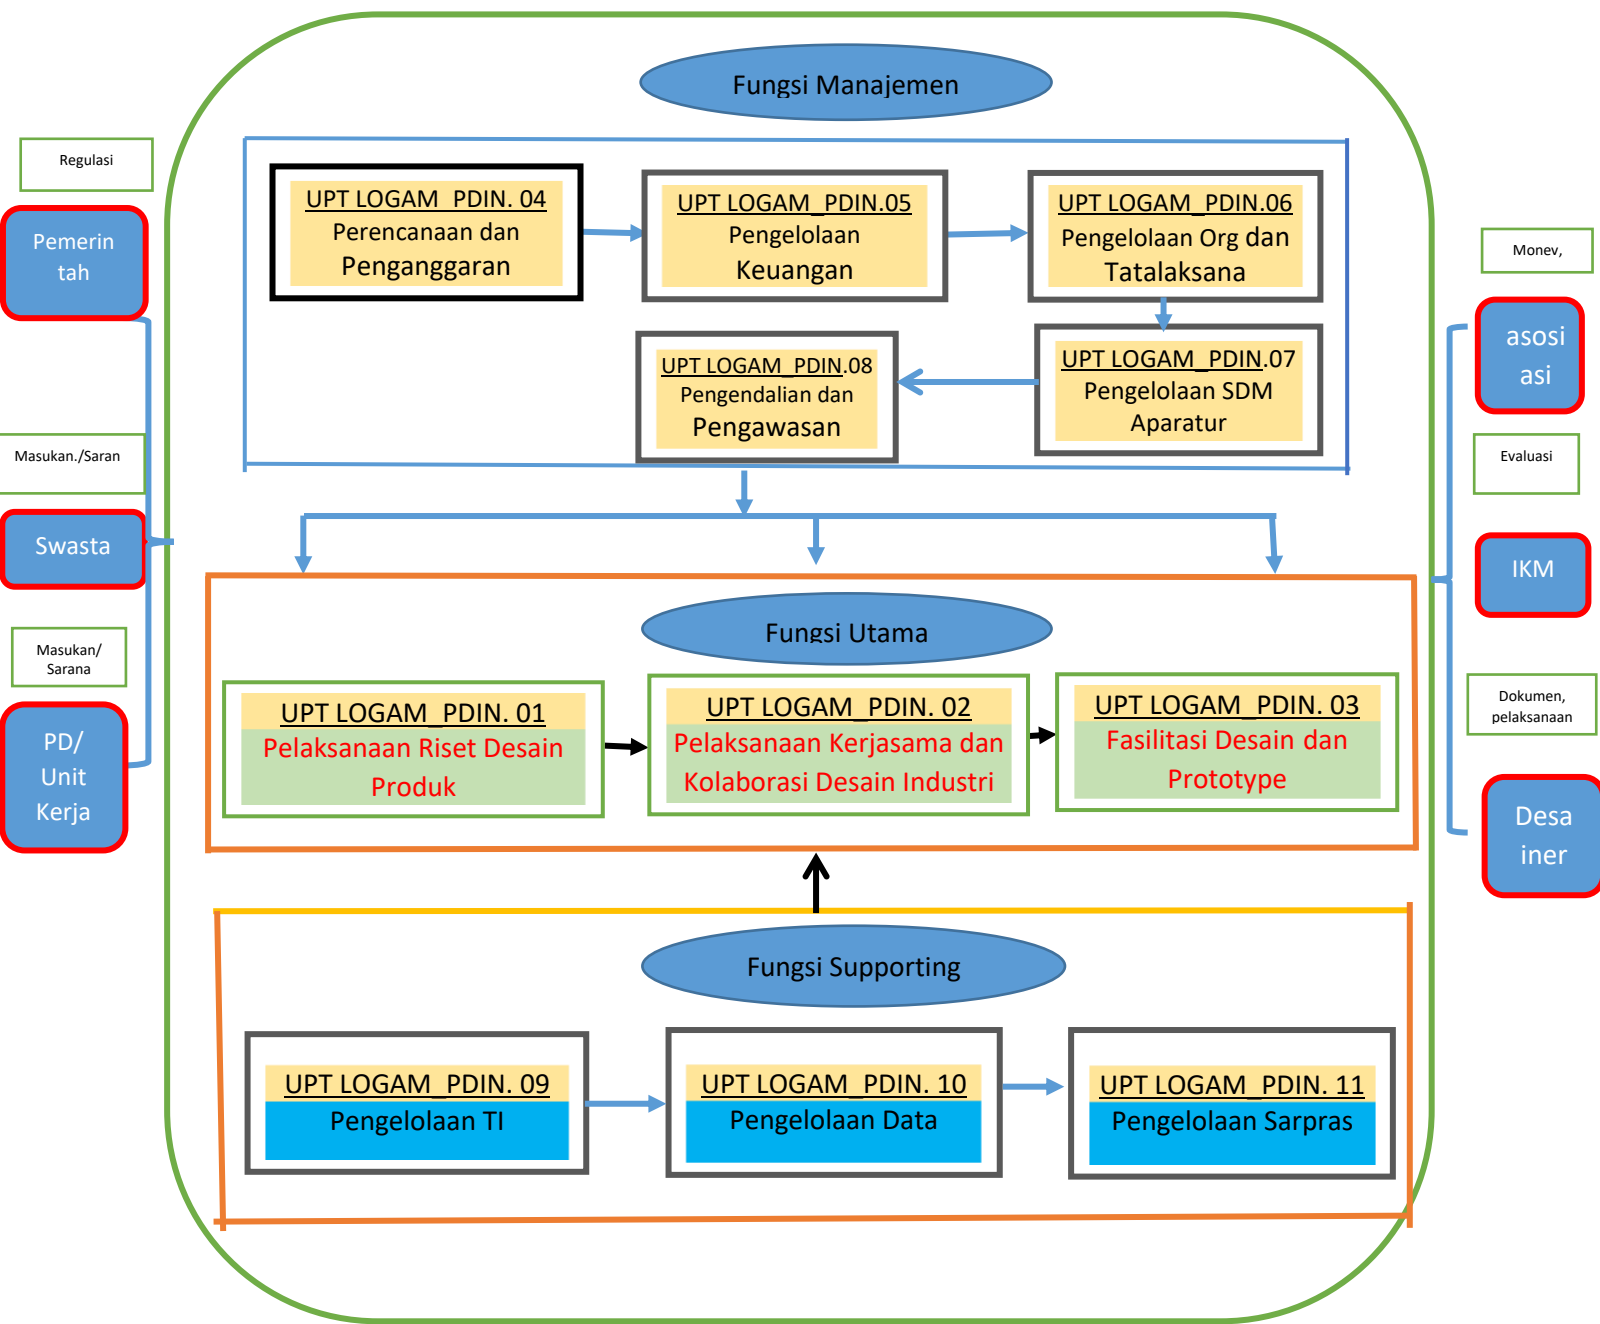 Fungsi Manajemen
Regulasi
Pemerin
tah
Masukan./Saran
Swasta
Masukan/
Sarana
PD/
Unit
Kerja
UPT LOGAM_PDIN. 04
Perencanaan dan
Penganggaran
UPT LOGAM_PDIN.05
Pengelolaan
Keuangan
UPT LOGAM_PDIN.06
Pengelolaan Org dan
Tatalaksana
UPT LOGAM_PDIN.07
Pengelolaan SDM
Aparatur
UPT LOGAM_PDIN.08
Pengendalian dan
Pengawasan
Fungsi Utama
UPT LOGAM_PDIN. 01
Pelaksanaan Riset Desain
Produk
UPT LOGAM_PDIN. 02
Pelaksanaan Kerjasama dan
Kolaborasi Desain Industri
UPT LOGAM_PDIN. 03
Fasilitasi Desain dan
Prototype
Fungsi Supporting
UPT LOGAM_PDIN. 09
Pengelolaan TI
UPT LOGAM_PDIN. 10
Pengelolaan Data
UPT LOGAM_PDIN. 11
Pengelolaan Sarpras
Monev,
asosi
asi
Evaluasi
IKM
Dokumen,
pelaksanaan
Desa
iner